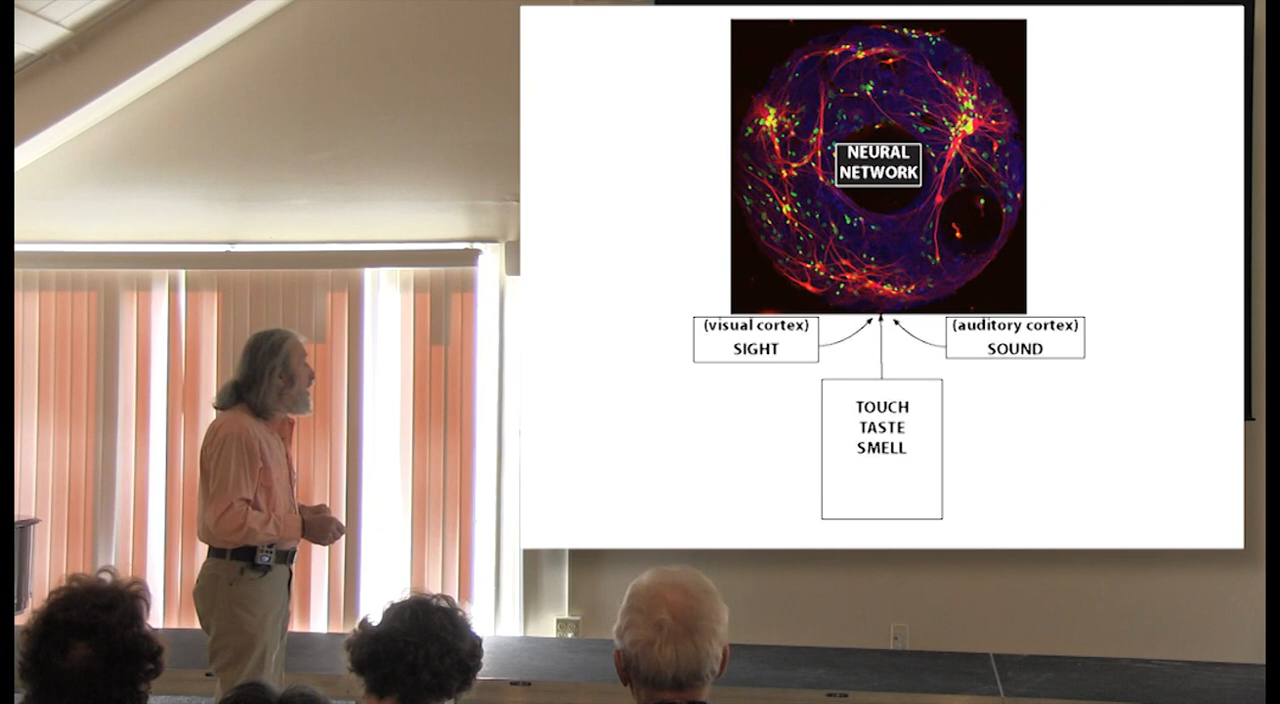 NEURAL
NETWORK
(visual cortex)
SIGHT
(auditory cortex)
SOUND
TOUCH
TASTE
SMELL